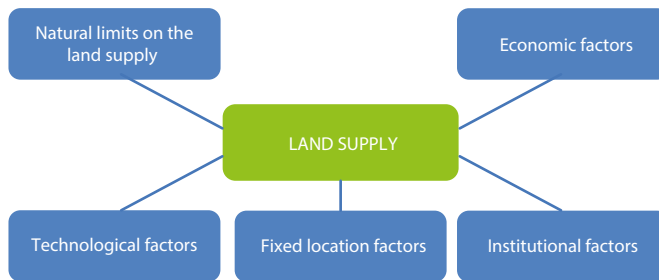 Natural limits on the
land supply
Economic factors
LAND SUPPLY
Technological factors
Fixed location factors
Institutional factors